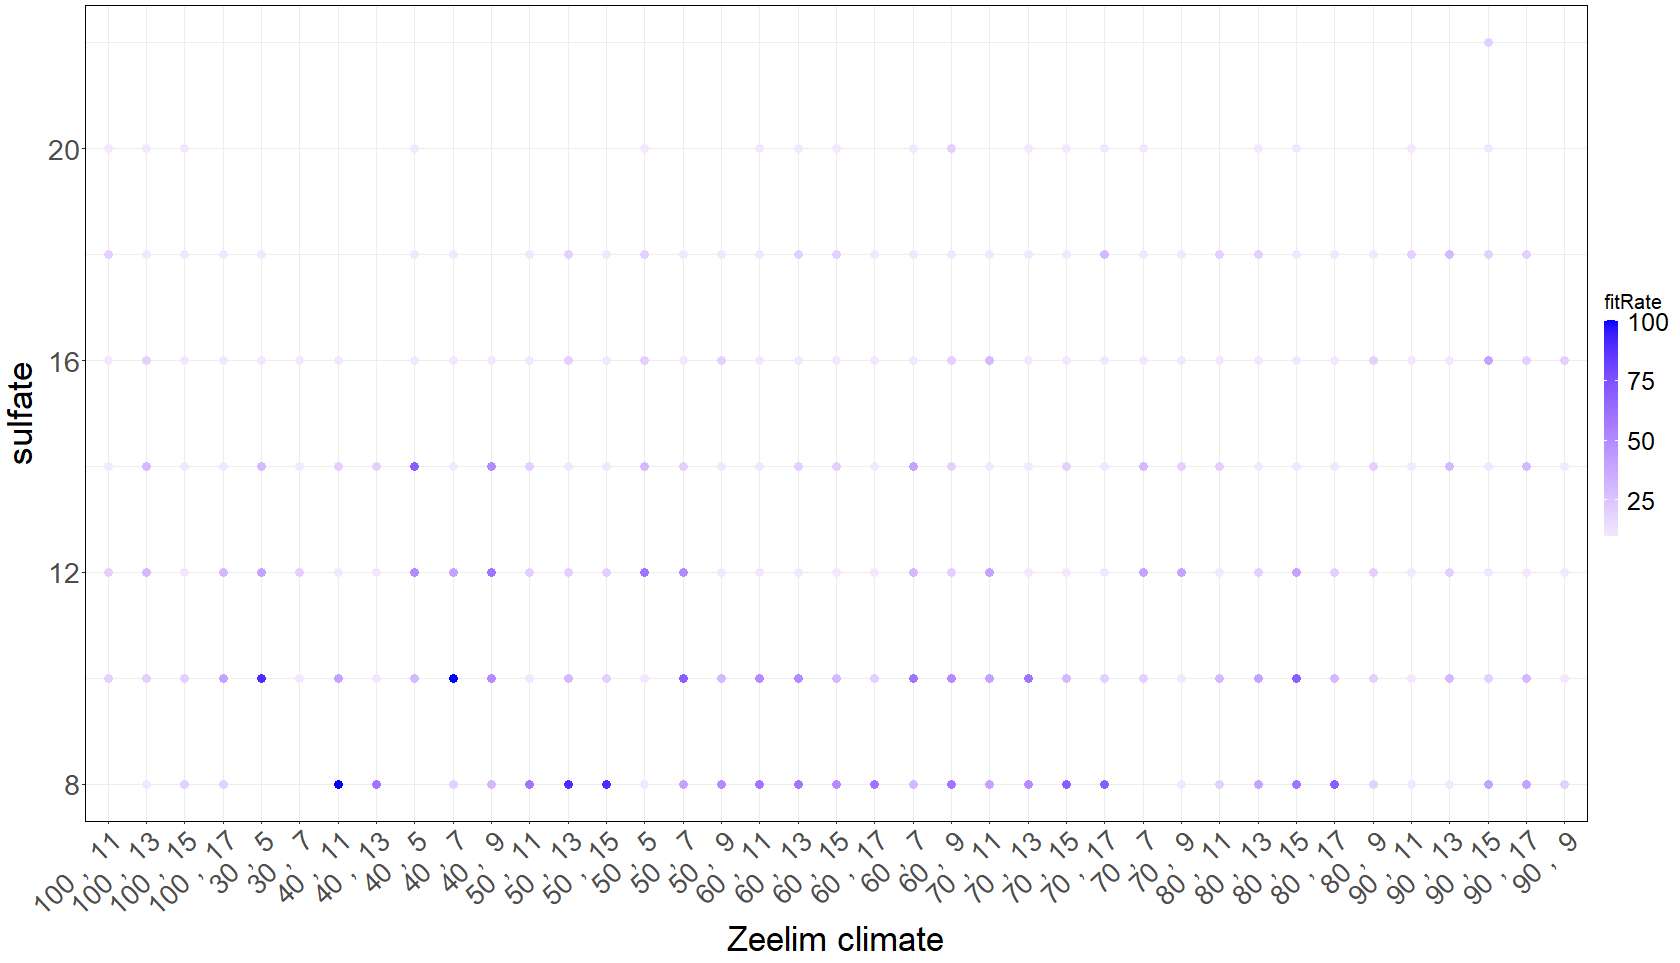 20
16
12
8
sulfate
100 , 11
100 , 13
100 , 15
100 , 17
30 , 5
30 , 7
40 , 11
40 , 13
40 , 5
40 , 7
40 , 9
50 , 11
50 , 13
50 , 15
50 , 5
50 , 7
50 , 9
60 , 11
60 , 13
60 , 15
60 , 17
60 , 7
60 , 9
70 , 11
70 , 13
70 , 15
70 , 17
70 , 7
70 , 9
80 , 11
80 , 13
80 , 15
80 , 17
80 , 9
90 , 11
90 , 13
90 , 15
90 , 17
90 , 9
Zeelim climate
fitRate
100
75
50
25